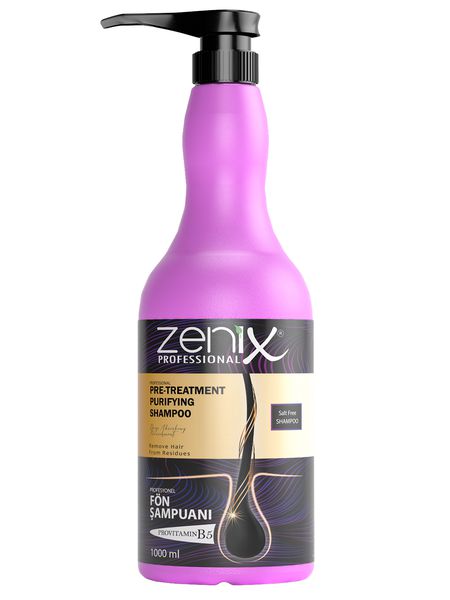 zenix®
PROFESSIONAL
PROFESSIONAL
PRE-TREATMENT
PURIFYING
SHAMPOO
Salt Free
SHAMPOO
Remove Hair
From Residues
PROFESYONEL
FÖN
ŞAMPUANI
PROVITAMIN B5
1000 ml